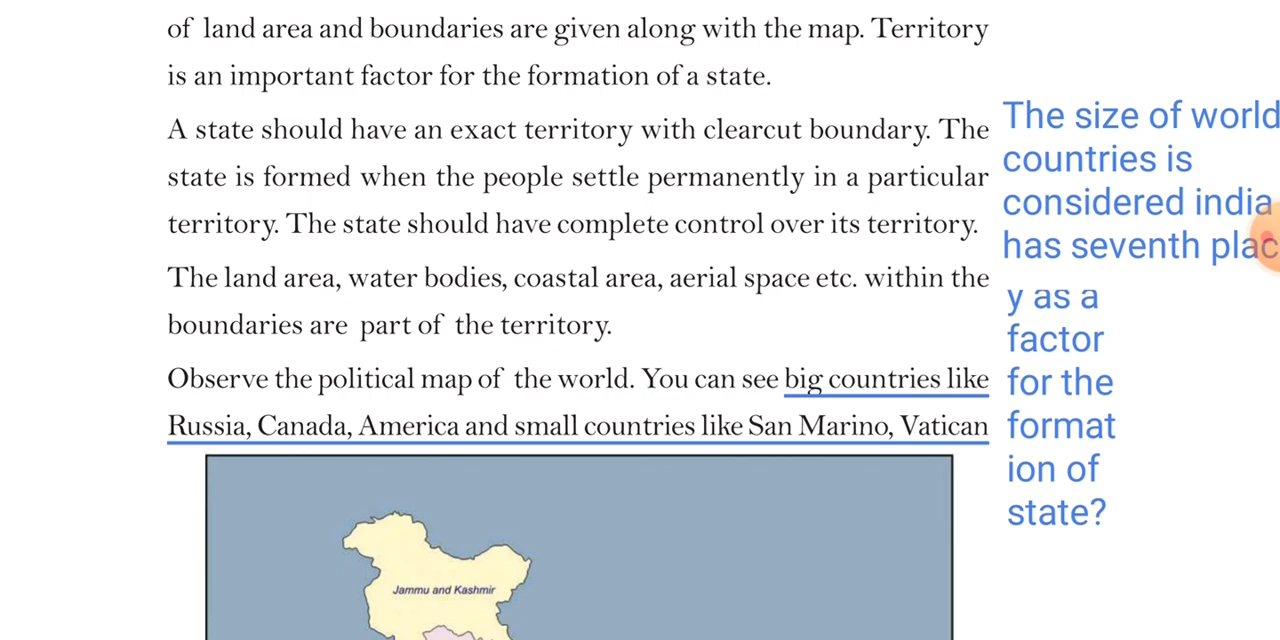 of land area and boundaries are given along with the map. Territory
is an important factor for the formation of a state.
A state should have an exact territory with clearcut boundary. The
state is formed when the people settle permanently in a particular
territory. The state should have complete control over its territory.
The land area, water bodies, coastal area, aerial space etc. within the
boundaries are part of the territory.
Observe the political map of the world. You can see big countries like
Russia, Canada, America and small countries like San Marino, Vatican
The size of world
countries is
considered india
has seventh plac
y as a
factor
for the
format
ion of
state?
Jammu and Kashmir